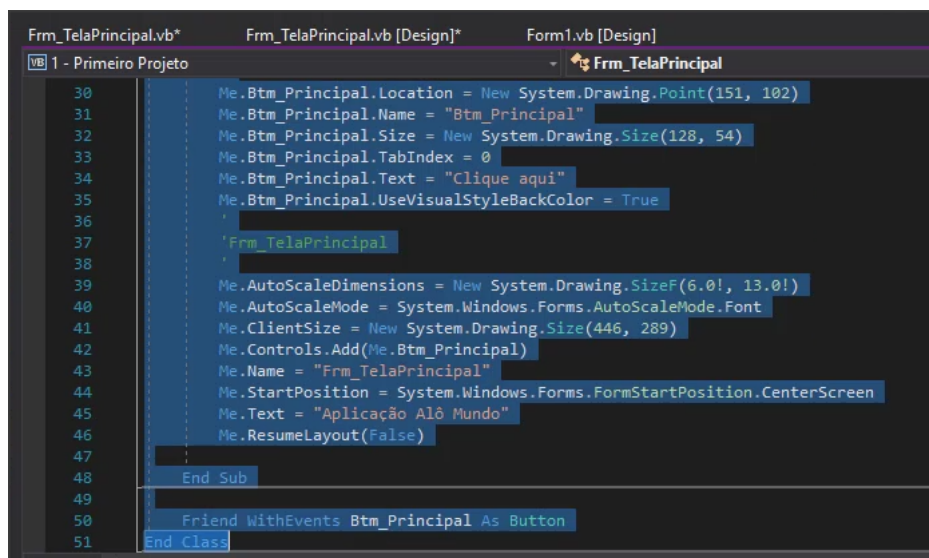 Frm_TelaPrincipal.vb* Frm_TelaPrincipal.vb [Design]* Form1.vb [Design]
VB 1 - Primeiro Projeto Frm_TelaPrincipal
30 Me.Btm_Principal.Location = New System.Drawing.Point(151, 102)
31 Me.Btm_Principal.Name = "Btm_Principal"
32 Me.Btm_Principal.Size = New System.Drawing.Size(128, 54)
33 Me.Btm_Principal.TabIndex = 0
34 Me.Btm_Principal.Text = "Clique aqui"
35 Me.Btm_Principal.UseVisualStyleBackColor = True
36 '
37 'Frm_TelaPrincipal
38 '
39 Me.AutoScaleDimensions = New System.Drawing.SizeF(6.0!, 13.0!)
40 Me.AutoScaleMode = System.Windows.Forms.AutoScaleMode.Font
41 Me.ClientSize = New System.Drawing.Size(446, 289)
42 Me.Controls.Add(Me.Btm_Principal)
43 Me.Name = "Frm_TelaPrincipal"
44 Me.StartPosition = System.Windows.Forms.FormStartPosition.CenterScreen
45 Me.Text = "Aplicação Alô Mundo"
46 Me.ResumeLayout(False)
47
48 End Sub
49
50 Friend WithEvents Btm_Principal As Button
51 End Class